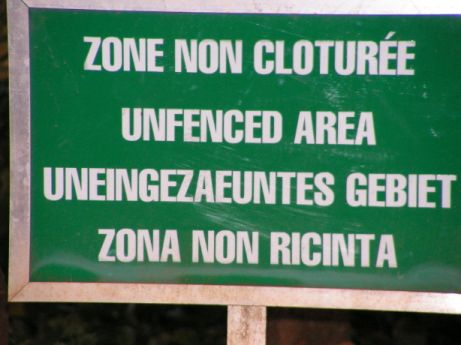 ZONE NON CLOTURÉE
UNFENCED AREA
UNEINGEZAEUNTES GEBIET
ZONA NON RICINTA